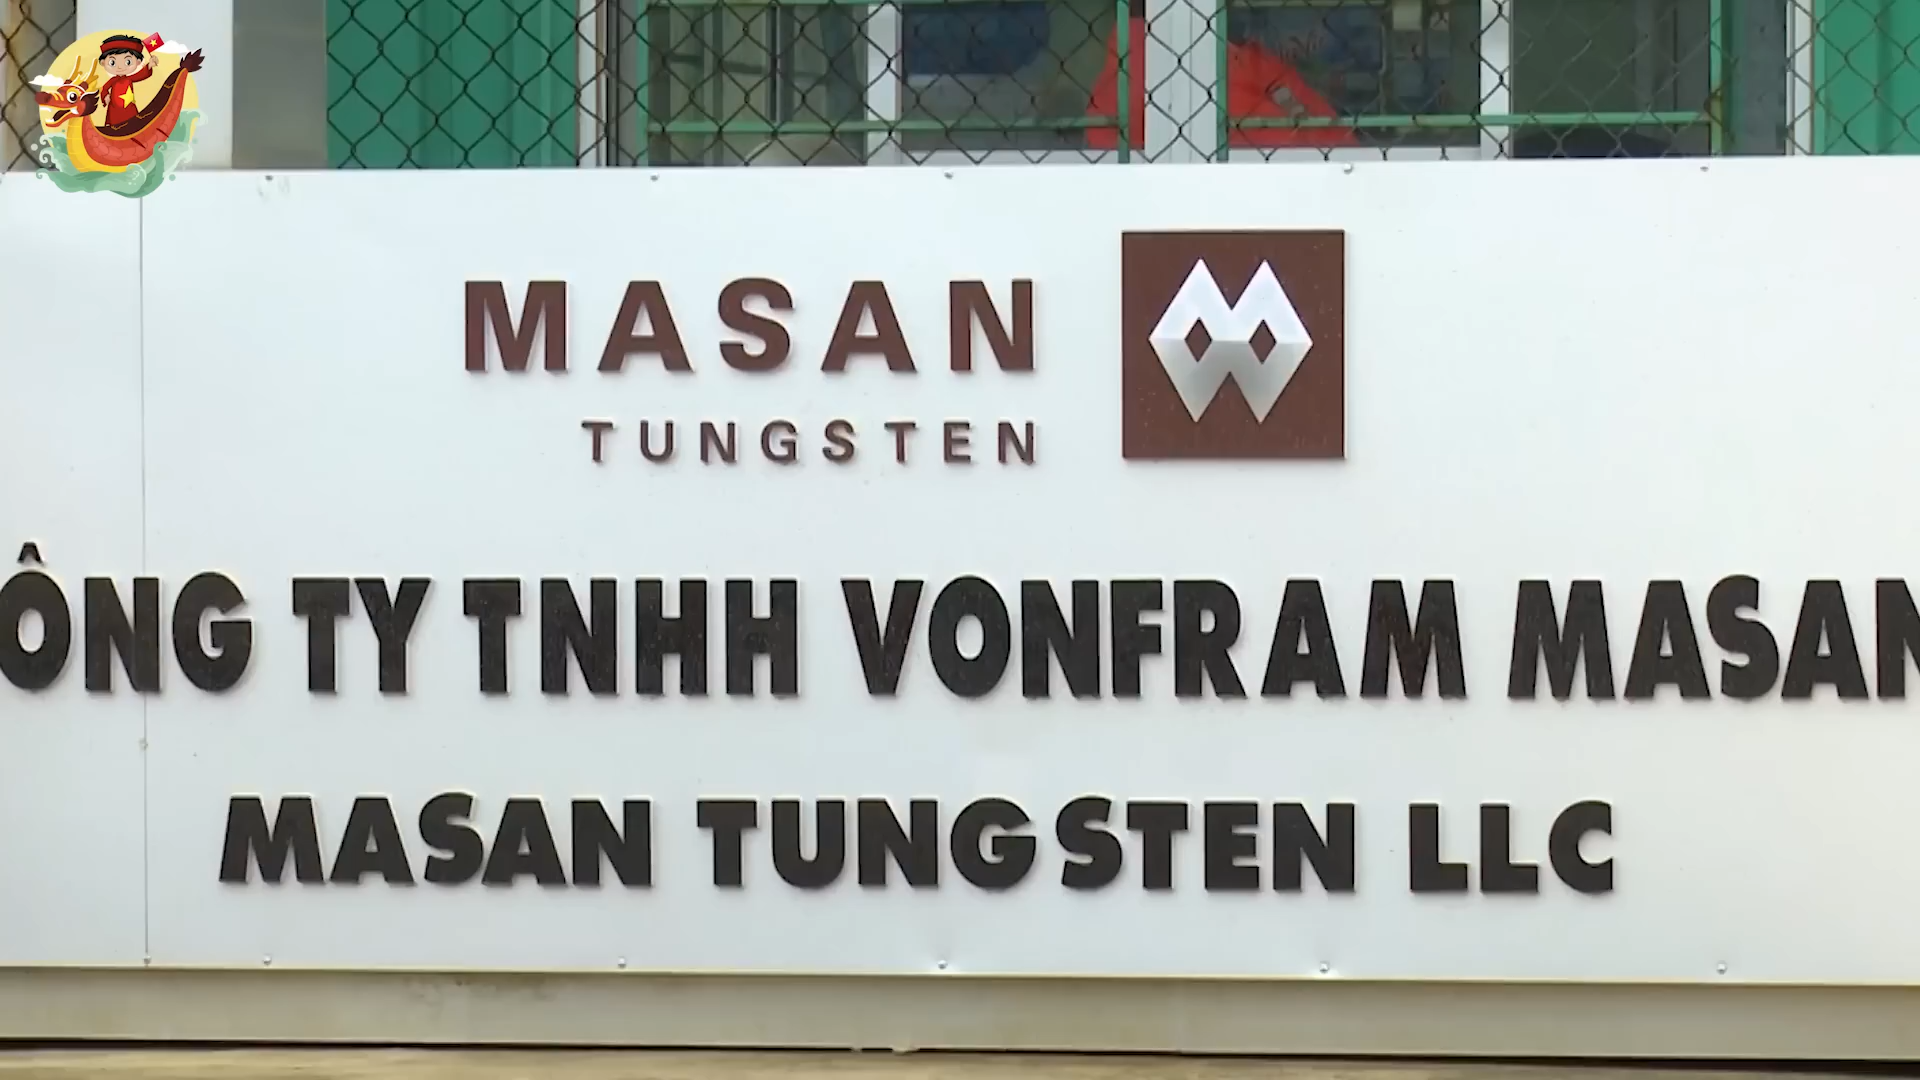 MASAN
TUNGSTEN
ÔNG TY TNHH VONFRAM MASAN
MASAN TUNGSTEN LLC